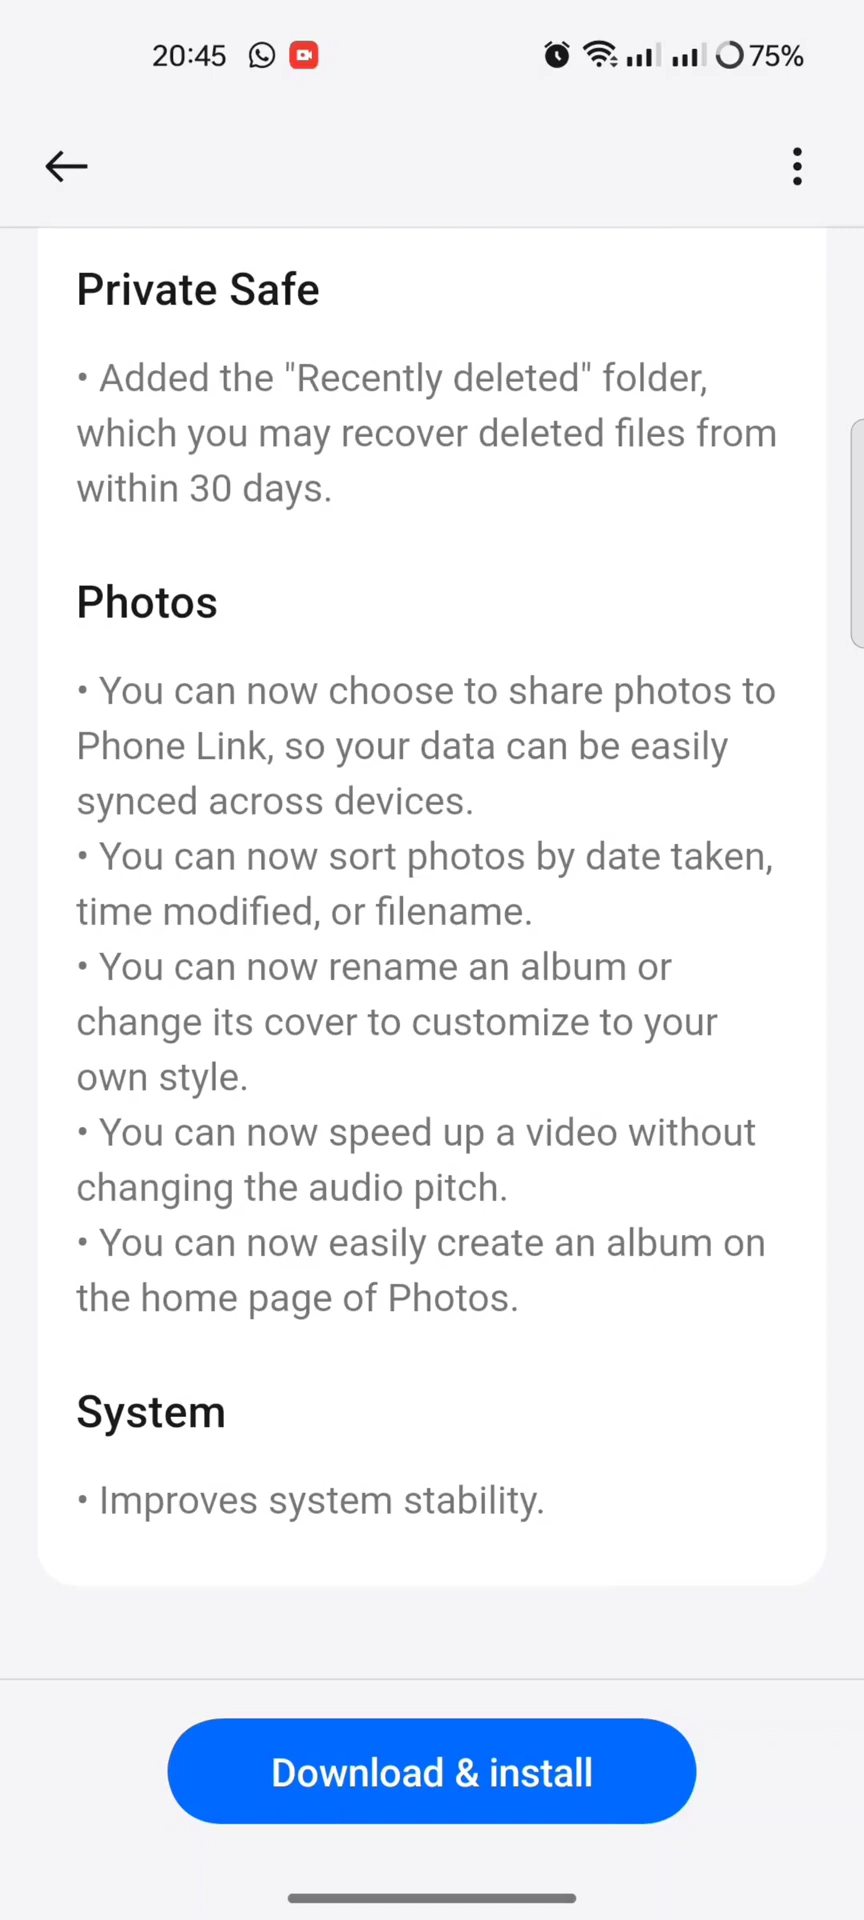 20:45 75%
Private Safe
• Added the "Recently deleted" folder,
which you may recover deleted files from
within 30 days.
Photos
• You can now choose to share photos to
Phone Link, so your data can be easily
synced across devices.
• You can now sort photos by date taken,
time modified, or filename.
• You can now rename an album or
change its cover to customize to your
own style.
• You can now speed up a video without
changing the audio pitch.
• You can now easily create an album on
the home page of Photos.
System
• Improves system stability.
Download & install